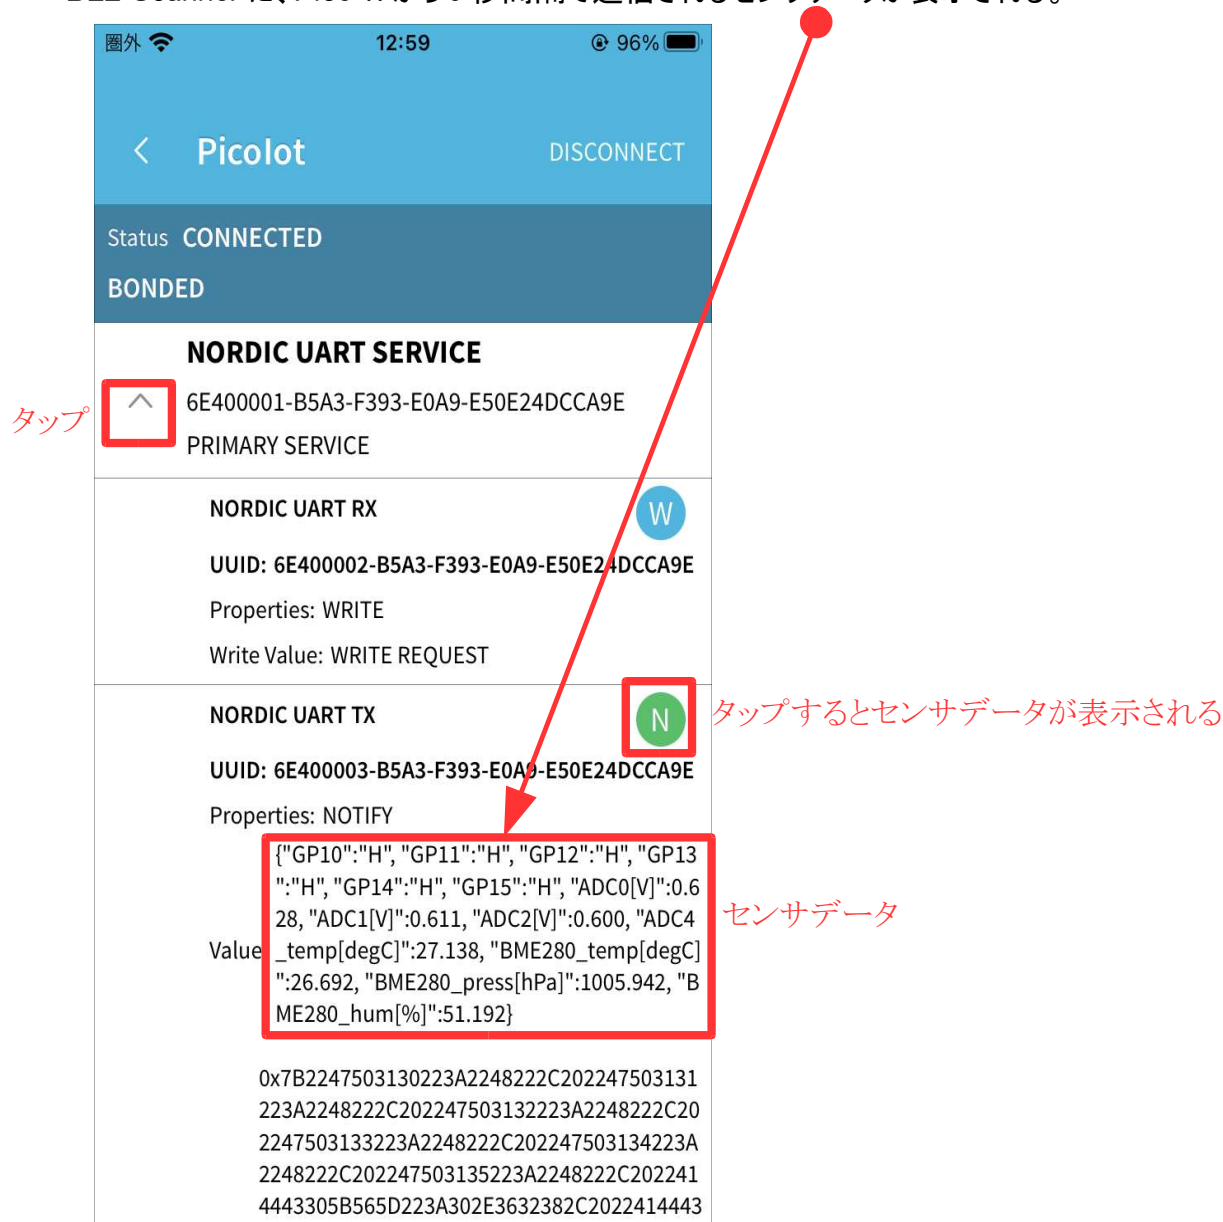 圏外 12:59 96%
Picolot DISCONNECT
Status CONNECTED
BONDED
NORDIC UART SERVICE
タップ
6E400001-B5A3-F393-E0A9-E50E24DCCA9E
PRIMARY SERVICE
NORDIC UART RX W
UUID: 6E400002-B5A3-F393-E0A9-E50E24DCCA9E
Properties: WRITE
Write Value: WRITE REQUEST
NORDIC UART TX N タップするとセンサデータが表示される
UUID: 6E400003-B5A3-F393-E0A9-E50E24DCCA9E
Properties: NOTIFY
{"GP10":"H", "GP11":"H", "GP12":"H", "GP13
":"H", "GP14":"H", "GP15":"H", "ADC0[V]":0.6
28, "ADC1[V]":0.611, "ADC2[V]":0.600, "ADC4
センサデータ
Value _temp[degC]":27.138, "BME280_temp[degC]
":26.692, "BME280_press[hPa]":1005.942, "B
ME280_hum[%]":51.192}
0x7B2247503130223A2248222C202247503131
223A2248222C202247503132223A2248222C20
2247503133223A2248222C202247503134223A
2248222C202247503135223A2248222C202241
4443305B565D223A302E3632382C2022414443